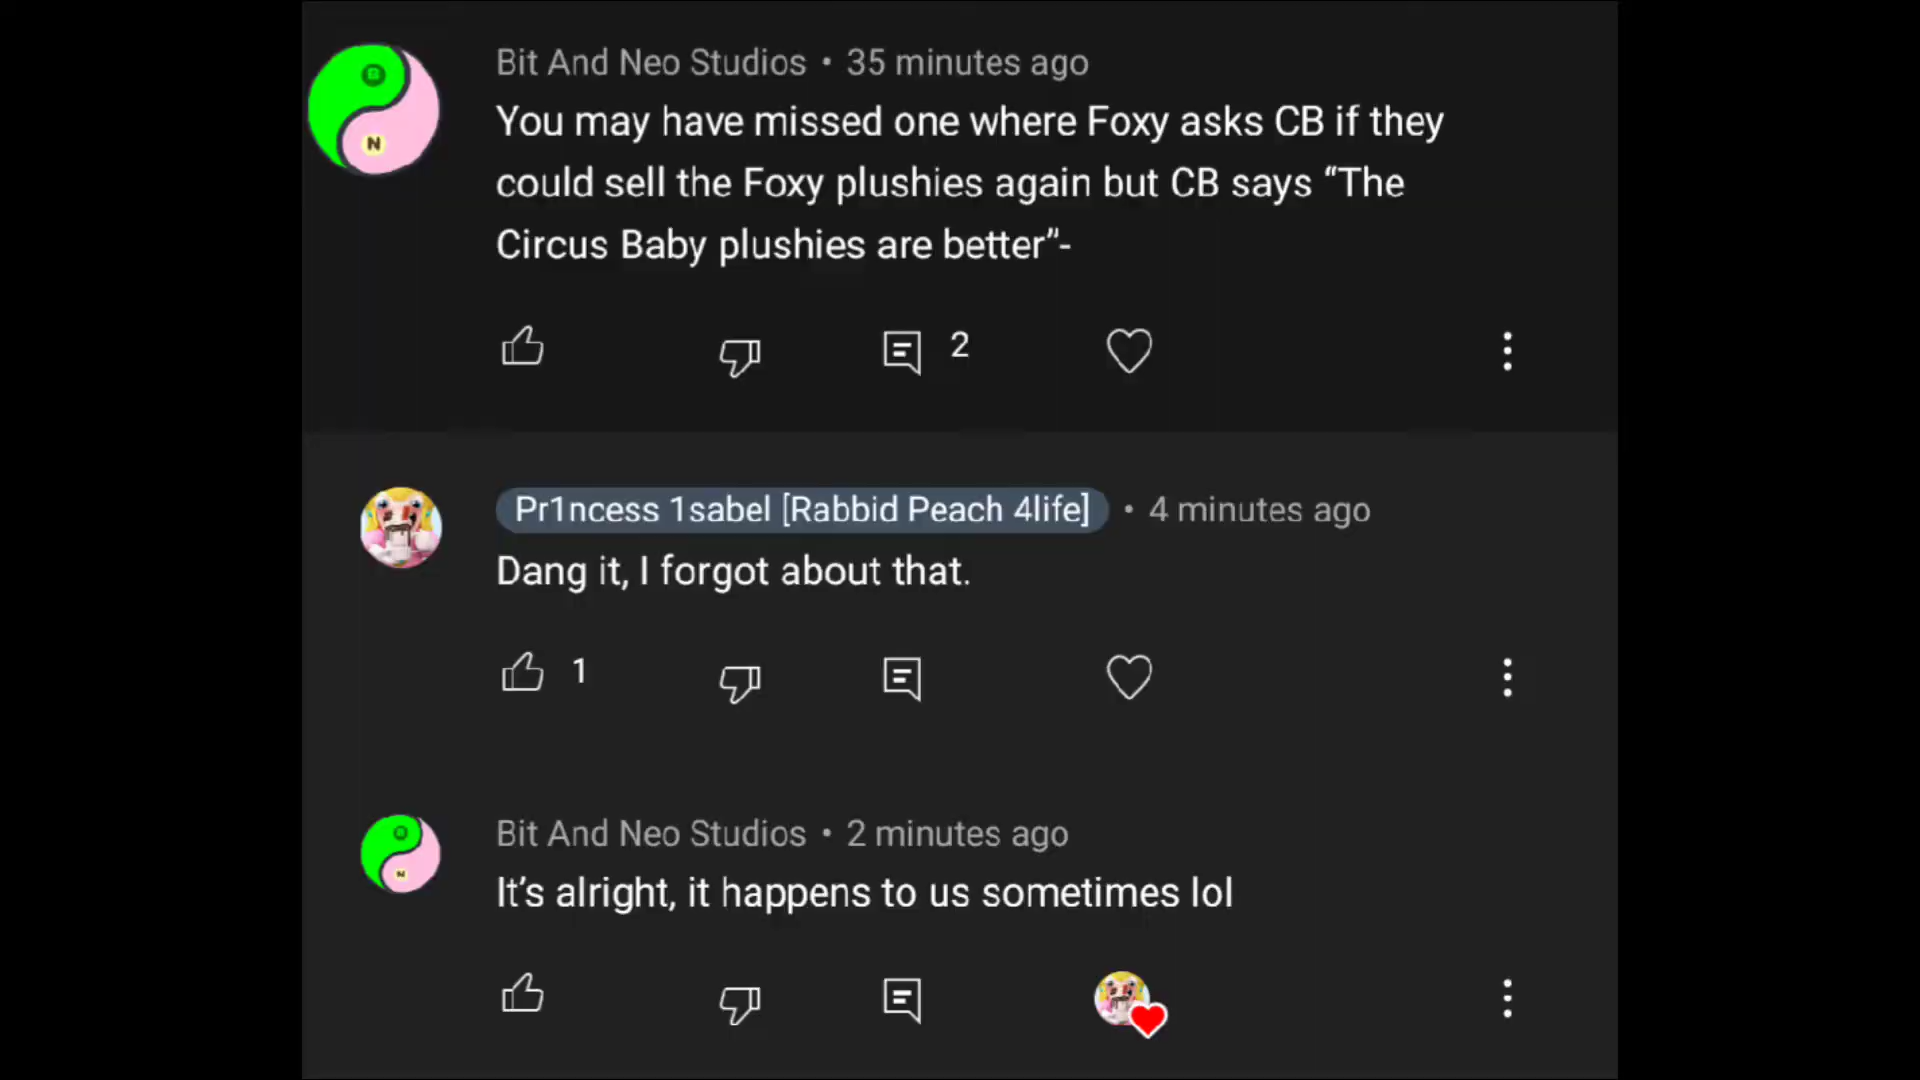 Bit And Neo Studios • 35 minutes ago
You may have missed one where Foxy asks CB if they
could sell the Foxy plushies again but CB says “The
Circus Baby plushies are better”-
2
Pr1ncess 1sabel [Rabbid Peach 4life] • 4 minutes ago
Dang it, I forgot about that.
1
Bit And Neo Studios • 2 minutes ago
It’s alright, it happens to us sometimes lol